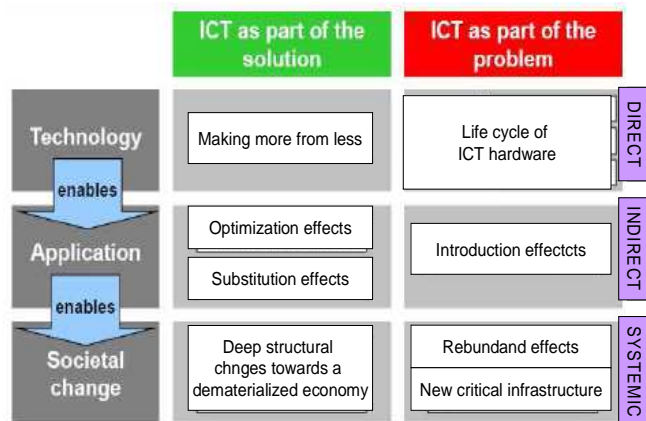 ICT as part of the
solution
ICT as part of the
problem
Technology
Making more from less
Life cycle of
ICT hardware
DIRECT
enables
Application
Optimization effects
Substitution effects
Introduction effectcts
INDIRECT
enables
Societal
change
Deep structural
chnges towards a
dematerialized economy
Rebundand effects
New critical infrastructure
SYSTEMIC